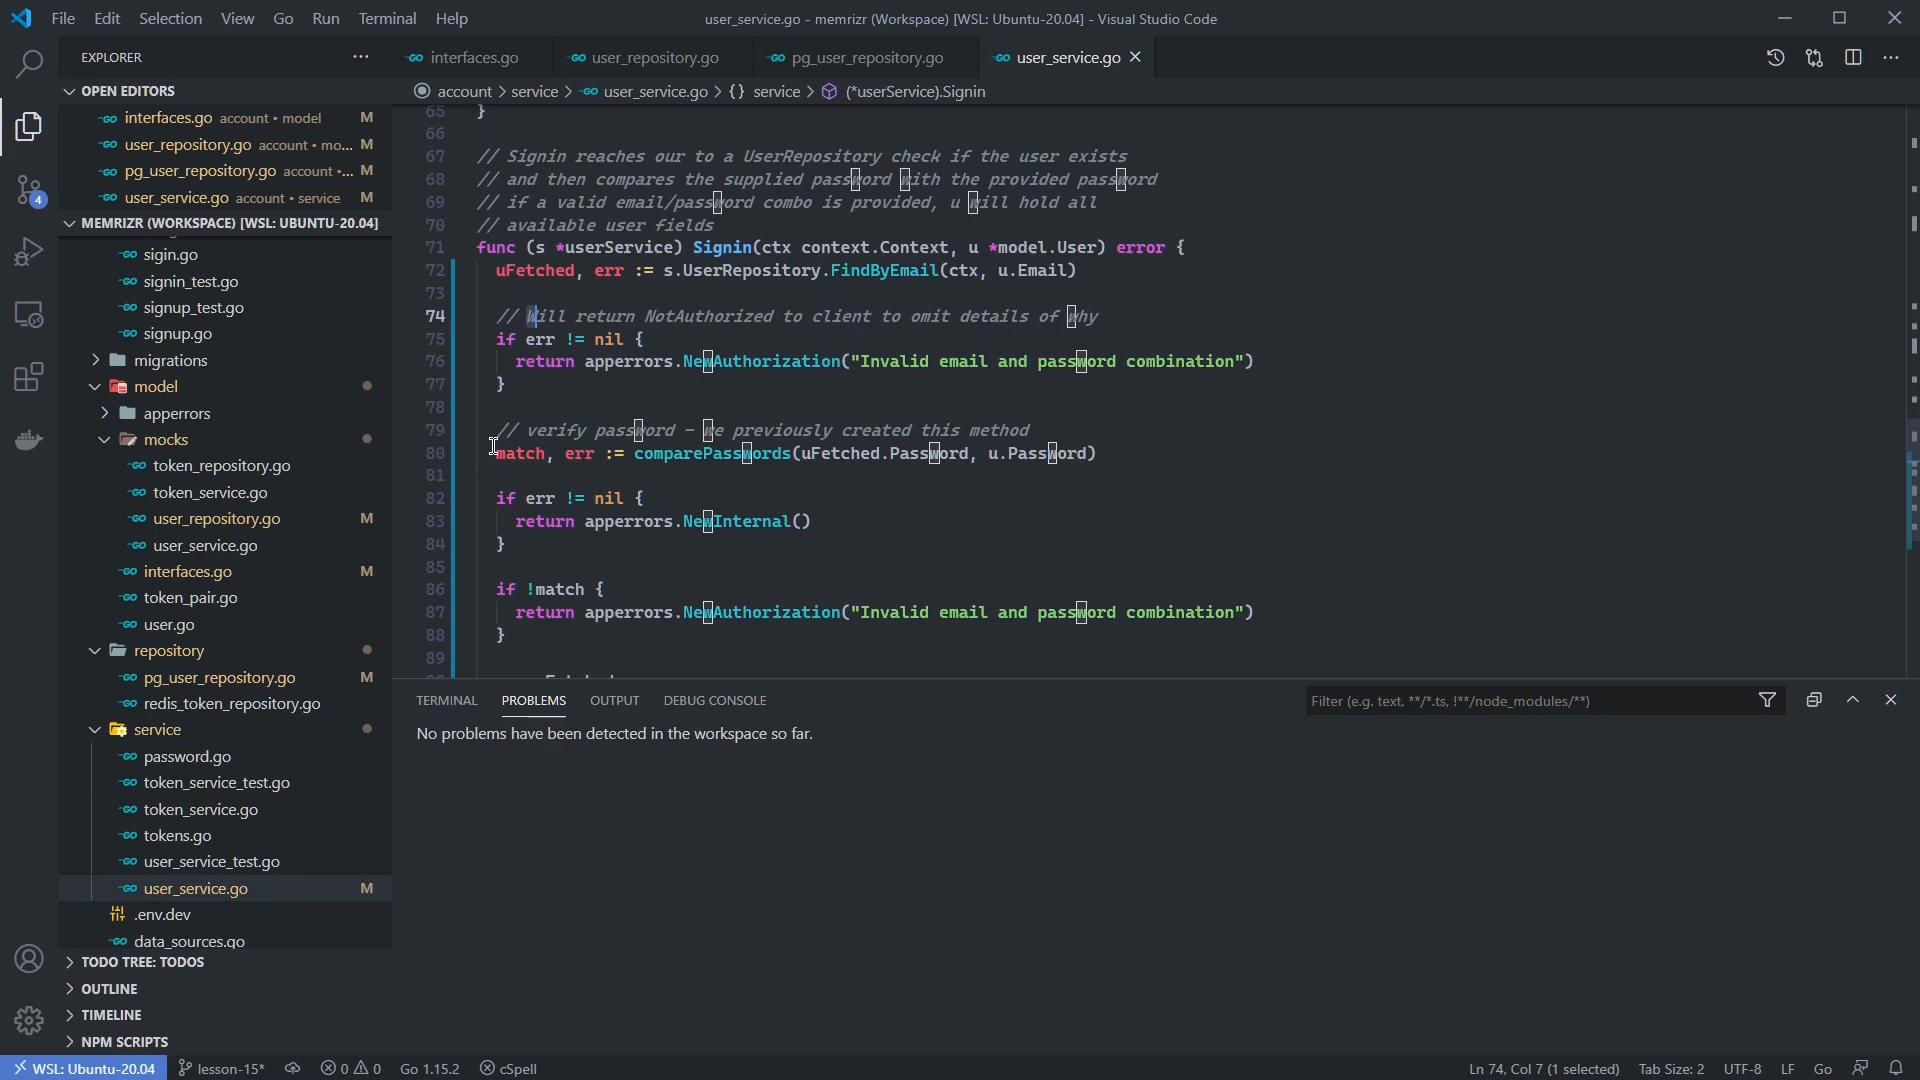 File Edit Selection View Go Run Terminal Help
user_service.go - memrizr (Workspace) [WSL: Ubuntu-20.04] - Visual Studio Code
EXPLORER
interfaces.go user_repository.go pg_user_repository.go user_service.go
OPEN EDITORS
interfaces.go account • model M
user_repository.go account • mo... M
pg_user_repository.go account •... M
user_service.go account • service M
MEMRIZR (WORKSPACE) [WSL: UBUNTU-20.04]
sigin.go
signin_test.go
signup_test.go
signup.go
migrations
model
apperrors
mocks
token_repository.go
token_service.go
user_repository.go M
user_service.go
interfaces.go M
token_pair.go
user.go
repository
pg_user_repository.go M
redis_token_repository.go
service
password.go
token_service_test.go
token_service.go
tokens.go
user_service_test.go
user_service.go M
.env.dev
data_sources.go
TODO TREE: TODOS
OUTLINE
TIMELINE
NPM SCRIPTS
4
account > service > user_service.go > {} service > (*userService).Signin
65 }
66
67 // Signin reaches our to a UserRepository check if the user exists
68 // and then compares the supplied password with the provided password
69 // if a valid email/password combo is provided, u will hold all
70 // available user fields
71 func (s *userService) Signin(ctx context.Context, u *model.User) error {
72 uFetched, err := s.UserRepository.FindByEmail(ctx, u.Email)
73
74 // Will return NotAuthorized to client to omit details of why
75 if err != nil {
76 return apperrors.NewAuthorization("Invalid email and password combination")
77 }
78
79 // verify password - we previously created this method
80 match, err := comparePasswords(uFetched.Password, u.Password)
81
82 if err != nil {
83 return apperrors.NewInternal()
84 }
85
86 if !match {
87 return apperrors.NewAuthorization("Invalid email and password combination")
88 }
89
TERMINAL PROBLEMS OUTPUT DEBUG CONSOLE
Filter (e.g. text, **/*.ts, !**/node_modules/**)
No problems have been detected in the workspace so far.
WSL: Ubuntu-20.04 lesson-15* 0 0 Go 1.15.2 cSpell
Ln 74, Col 7 (1 selected) Tab Size: 2 UTF-8 LF Go